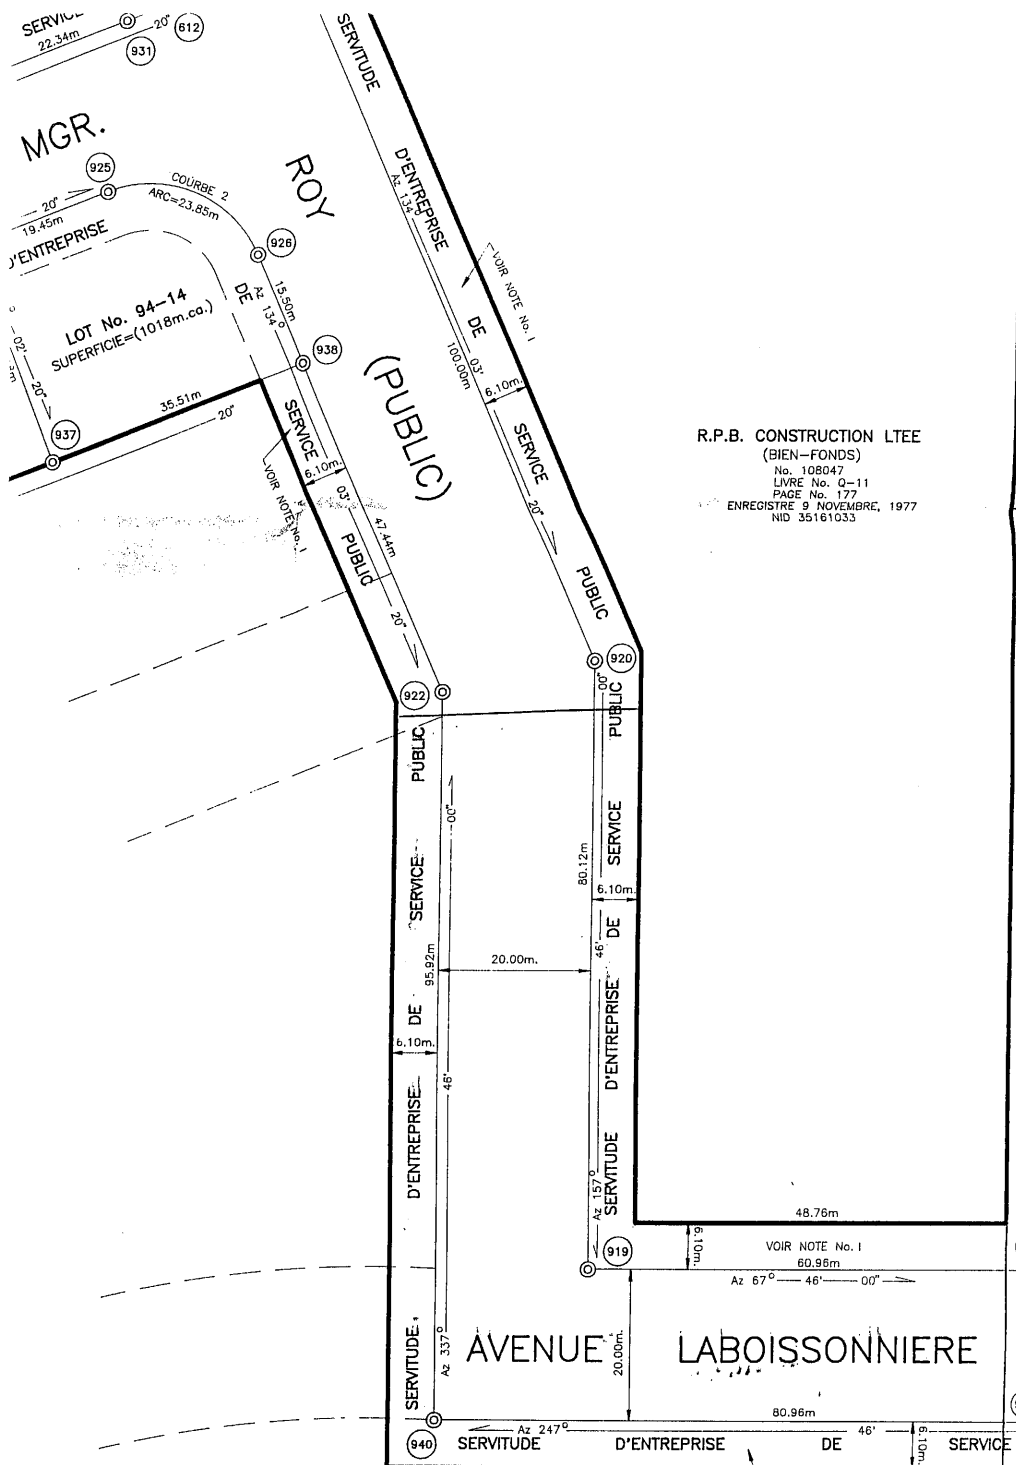 SERVICE
22.34m
20"
612
931
MGR.
925
COURBE 2
ARC=23.85m
20"
19.45m
D'ENTREPRISE
926
LOT No. 94-14
SUPERFICIE=(1018m.ca.)
02'
20"
937
35.51m
20"
DE
Az 134°
15.50m
938
ROY
(PUBLIC)
SERVITUDE
D'ENTREPRISE
Az 134°
DE
03'
100.00m
VOIR NOTE No. 1
6.10m.
SERVICE
20"
PUBLIC
920
SERVICE
6.10m.
VOIR NOTE No. 1
03'
47.44m
PUBLIC
20"
922
R.P.B. CONSTRUCTION LTEE
(BIEN-FONDS)
No. 108047
LIVRE No. Q-11
PAGE No. 177
ENREGISTRE 9 NOVEMBRE, 1977
NID 35161033
PUBLIC
SERVICE
DE
D'ENTREPRISE
SERVITUDE
00"
95.92m
6.10m.
46'
Az 337°
20.00m.
00"
PUBLIC
SERVICE
DE
D'ENTREPRISE
SERVITUDE
80.12m
6.10m.
46'
Az 157°
919
48.76m
6.10m.
VOIR NOTE No. 1
60.96m
Az 67° 46' 00"
20.00m.
AVENUE LABOISSONNIERE
80.96m
Az 247° 46'
6.10m.
940
SERVITUDE D'ENTREPRISE DE SERVICE